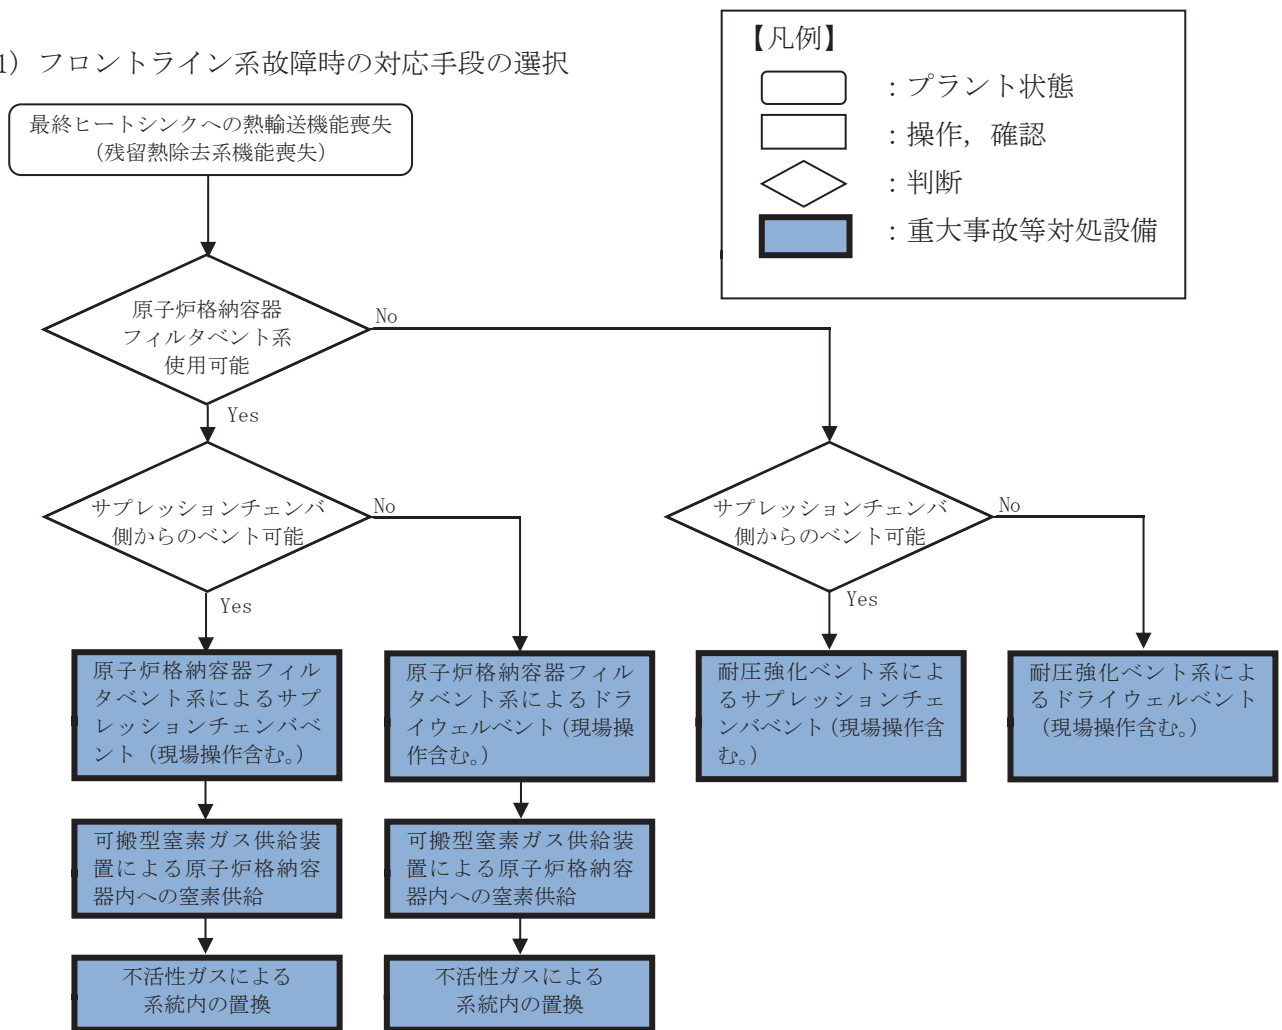 1) フロントライン系故障時の対応手段の選択
【凡例】
：プラント状態
：操作，確認
：判断
：重大事故等対処設備
最終ヒートシンクへの熱輸送機能喪失
（残留熱除去系機能喪失）
原子炉格納容器
フィルタベント系
使用可能
No
Yes
サプレッションチェンバ
側からのベント可能
No
Yes
サプレッションチェンバ
側からのベント可能
No
Yes
原子炉格納容器フィル
タベント系によるサプ
レッションチェンバベ
ント（現場操作含む。）
原子炉格納容器フィル
タベント系によるドラ
イウェルベント（現場操
作含む。）
耐圧強化ベント系によ
るサプレッションチェ
ンバベント（現場操作含
む。）
耐圧強化ベント系によ
るドライウェルベント
（現場操作含む。）
可搬型窒素ガス供給装
置による原子炉格納容
器内への窒素供給
可搬型窒素ガス供給装
置による原子炉格納容
器内への窒素供給
不活性ガスによる
系統内の置換
不活性ガスによる
系統内の置換